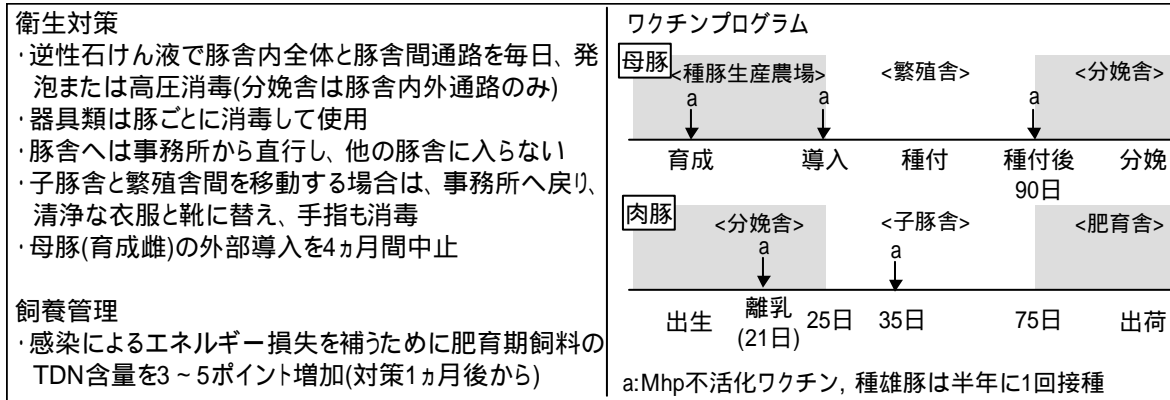 衛生対策
･逆性石けん液で豚舎内全体と豚舎間通路を毎日、発
泡または高圧消毒(分娩舎は豚舎内外通路のみ)
･器具類は豚ごとに消毒して使用
･豚舎へは事務所から直行し、他の豚舎に入らない
･子豚舎と繁殖舎間を移動する場合は、事務所へ戻り、
清浄な衣服と靴に替え、手指も消毒
･母豚(育成雌)の外部導入を4ヵ月間中止
飼養管理
･感染によるエネルギー損失を補うために肥育期飼料の
TDN含量を3～5ポイント増加(対策1ヵ月後から)
ワクチンプログラム
母豚 <種豚生産農場> <繁殖舎> <分娩舎>
a a a
育成 導入 種付 種付後 分娩
90日
肉豚 <分娩舎> <子豚舎> <肥育舎>
a a
出生 離乳 25日 35日 75日 出荷
(21日)
a:Mhp不活化ワクチン, 種雄豚は半年に1回接種